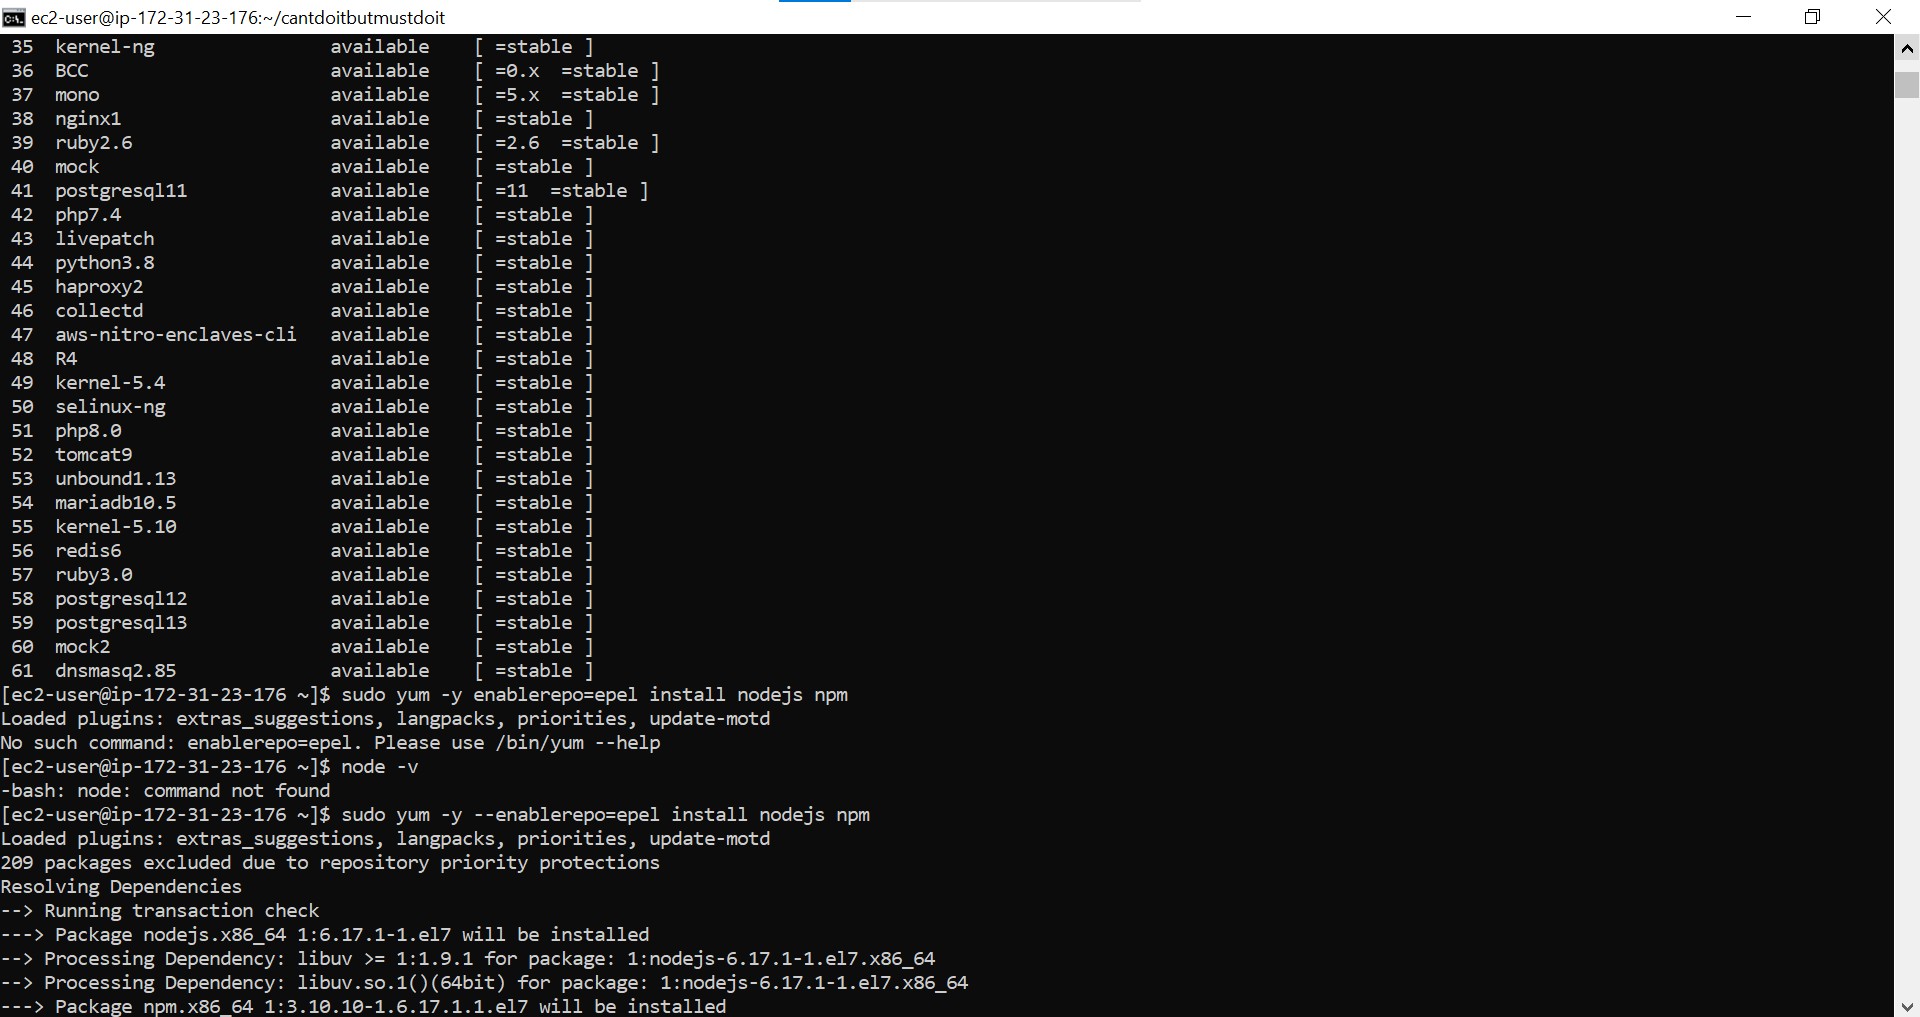 ec2-user@ip-172-31-23-176:~/cantdoitbutmustdoit
35 kernel-ng available [ =stable ]
36 BCC available [ =0.x =stable ]
37 mono available [ =5.x =stable ]
38 nginx1 available [ =stable ]
39 ruby2.6 available [ =2.6 =stable ]
40 mock available [ =stable ]
41 postgresql11 available [ =11 =stable ]
42 php7.4 available [ =stable ]
43 livepatch available [ =stable ]
44 python3.8 available [ =stable ]
45 haproxy2 available [ =stable ]
46 collectd available [ =stable ]
47 aws-nitro-enclaves-cli available [ =stable ]
48 R4 available [ =stable ]
49 kernel-5.4 available [ =stable ]
50 selinux-ng available [ =stable ]
51 php8.0 available [ =stable ]
52 tomcat9 available [ =stable ]
53 unbound1.13 available [ =stable ]
54 mariadb10.5 available [ =stable ]
55 kernel-5.10 available [ =stable ]
56 redis6 available [ =stable ]
57 ruby3.0 available [ =stable ]
58 postgresql12 available [ =stable ]
59 postgresql13 available [ =stable ]
60 mock2 available [ =stable ]
61 dnsmasq2.85 available [ =stable ]
[ec2-user@ip-172-31-23-176 ~]$ sudo yum -y enablerepo=epel install nodejs npm
Loaded plugins: extras_suggestions, langpacks, priorities, update-motd
No such command: enablerepo=epel. Please use /bin/yum --help
[ec2-user@ip-172-31-23-176 ~]$ node -v
-bash: node: command not found
[ec2-user@ip-172-31-23-176 ~]$ sudo yum -y --enablerepo=epel install nodejs npm
Loaded plugins: extras_suggestions, langpacks, priorities, update-motd
209 packages excluded due to repository priority protections
Resolving Dependencies
--> Running transaction check
---> Package nodejs.x86_64 1:6.17.1-1.el7 will be installed
--> Processing Dependency: libuv >= 1:1.9.1 for package: 1:nodejs-6.17.1-1.el7.x86_64
--> Processing Dependency: libuv.so.1()(64bit) for package: 1:nodejs-6.17.1-1.el7.x86_64
---> Package npm.x86_64 1:3.10.10-1.6.17.1.1.el7 will be installed